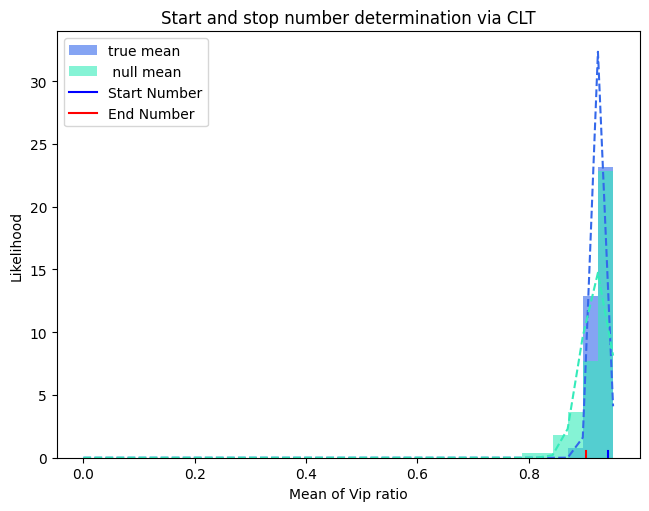 Start and stop number determination via CLT
true mean
null mean
Start Number
End Number
Likelihood
30
25
20
15
10
5
0
0.0 0.2 0.4 0.6 0.8
Mean of Vip ratio